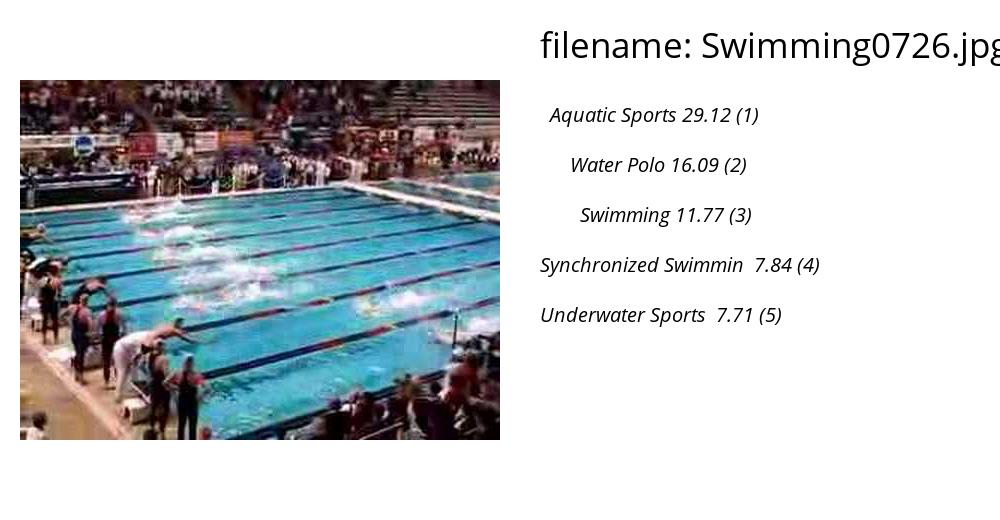 filename: Swimming0726.jpg
Aquatic Sports 29.12 (1)
Water Polo 16.09 (2)
Swimming 11.77 (3)
Synchronized Swimmin 7.84 (4)
Underwater Sports 7.71 (5)